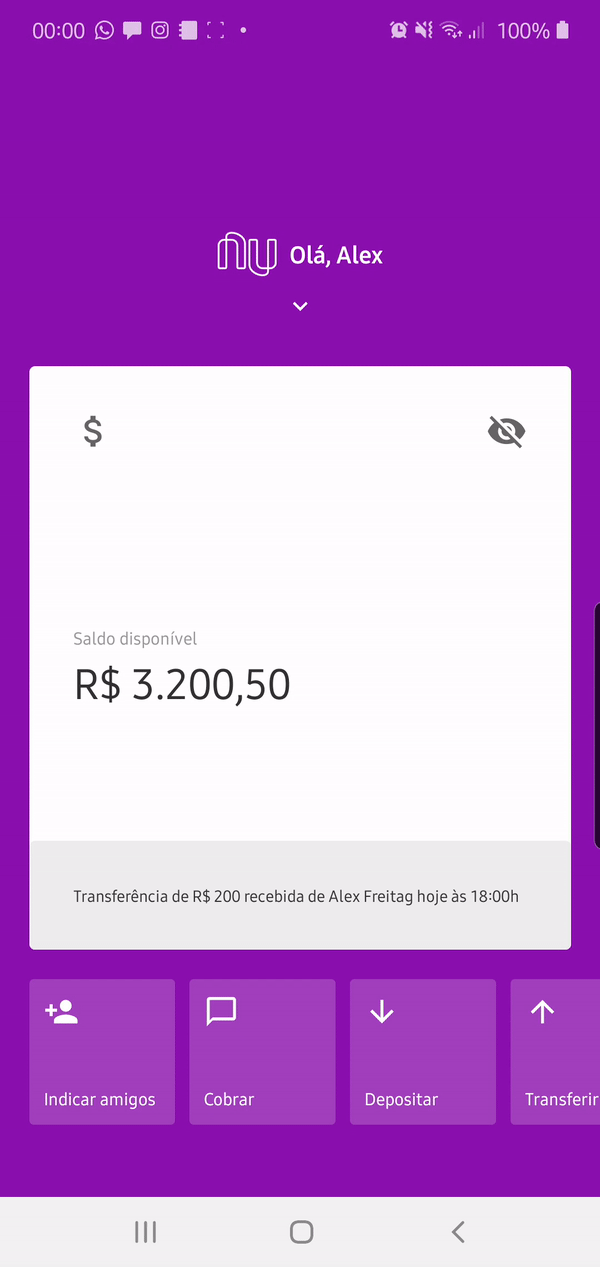 00:00 100%
nu Olá, Alex
$
Saldo disponível
R$ 3.200,50
Transferência de R$ 200 recebida de Alex Freitag hoje às 18:00h
Indicar amigos Cobrar Depositar Transferir